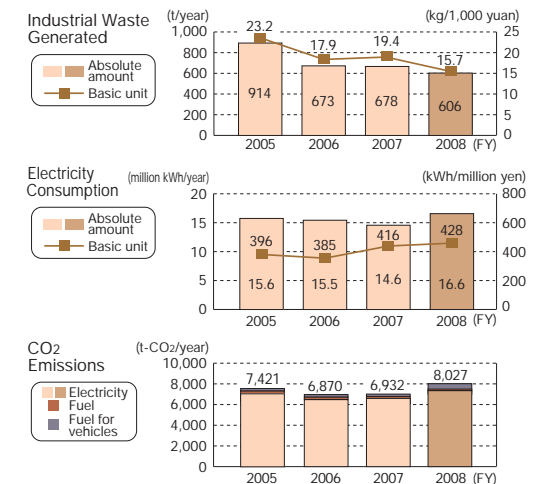 Industrial Waste
Generated
(t/year)
(kg/1,000 yuan)
Absolute
amount
Basic unit
1,000
800
600
400
200
0
25
20
15
10
5
0
23.2
17.9
19.4
15.7
914
673
678
606
2005 2006 2007 2008 (FY)
Electricity
Consumption
(million kWh/year)
(kWh/million yen)
Absolute
amount
Basic unit
20
15
10
5
0
800
600
400
200
0
396
385
416
428
15.6
15.5
14.6
16.6
2005 2006 2007 2008 (FY)
CO2
Emissions
(t-CO2/year)
Electricity
Fuel
Fuel for
vehicles
10,000
8,000
6,000
4,000
2,000
0
7,421
6,870
6,932
8,027
2005 2006 2007 2008 (FY)